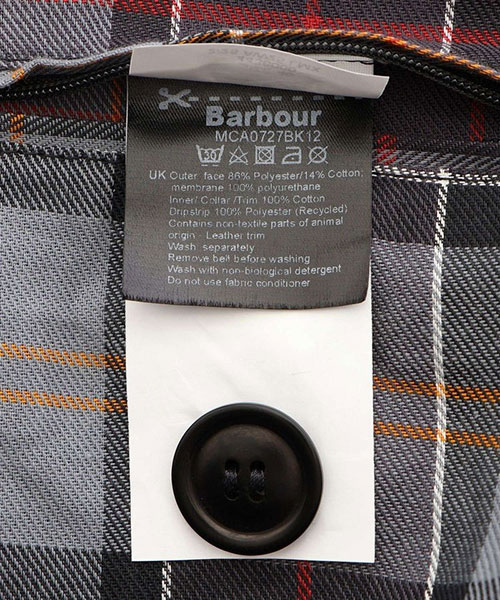 Barbour
MCA0727BK12
30
UK Outer face 86% Polyester/14% Cotton:
membrane 100% polyurethane
Inner/Collar/Trim 100% Cotton
Dripstrip 100% Polyester (Recycled)
Contains non-textile parts of animal
origin - Leather trim
Wash separately
Remove belt before washing
Wash with non-biological detergent
Do not use fabric conditioner